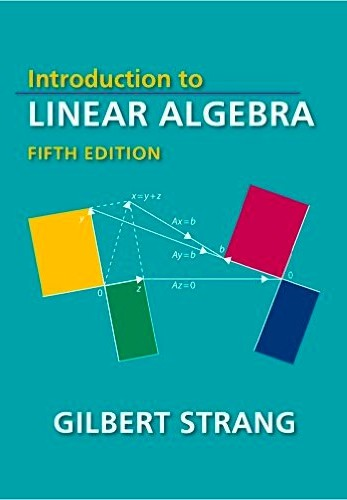 Introduction to
LINEAR ALGEBRA
FIFTH EDITION
x=y+z
y
Ax=b
b
Ay=b
0
z
Az=0
0
GILBERT STRANG